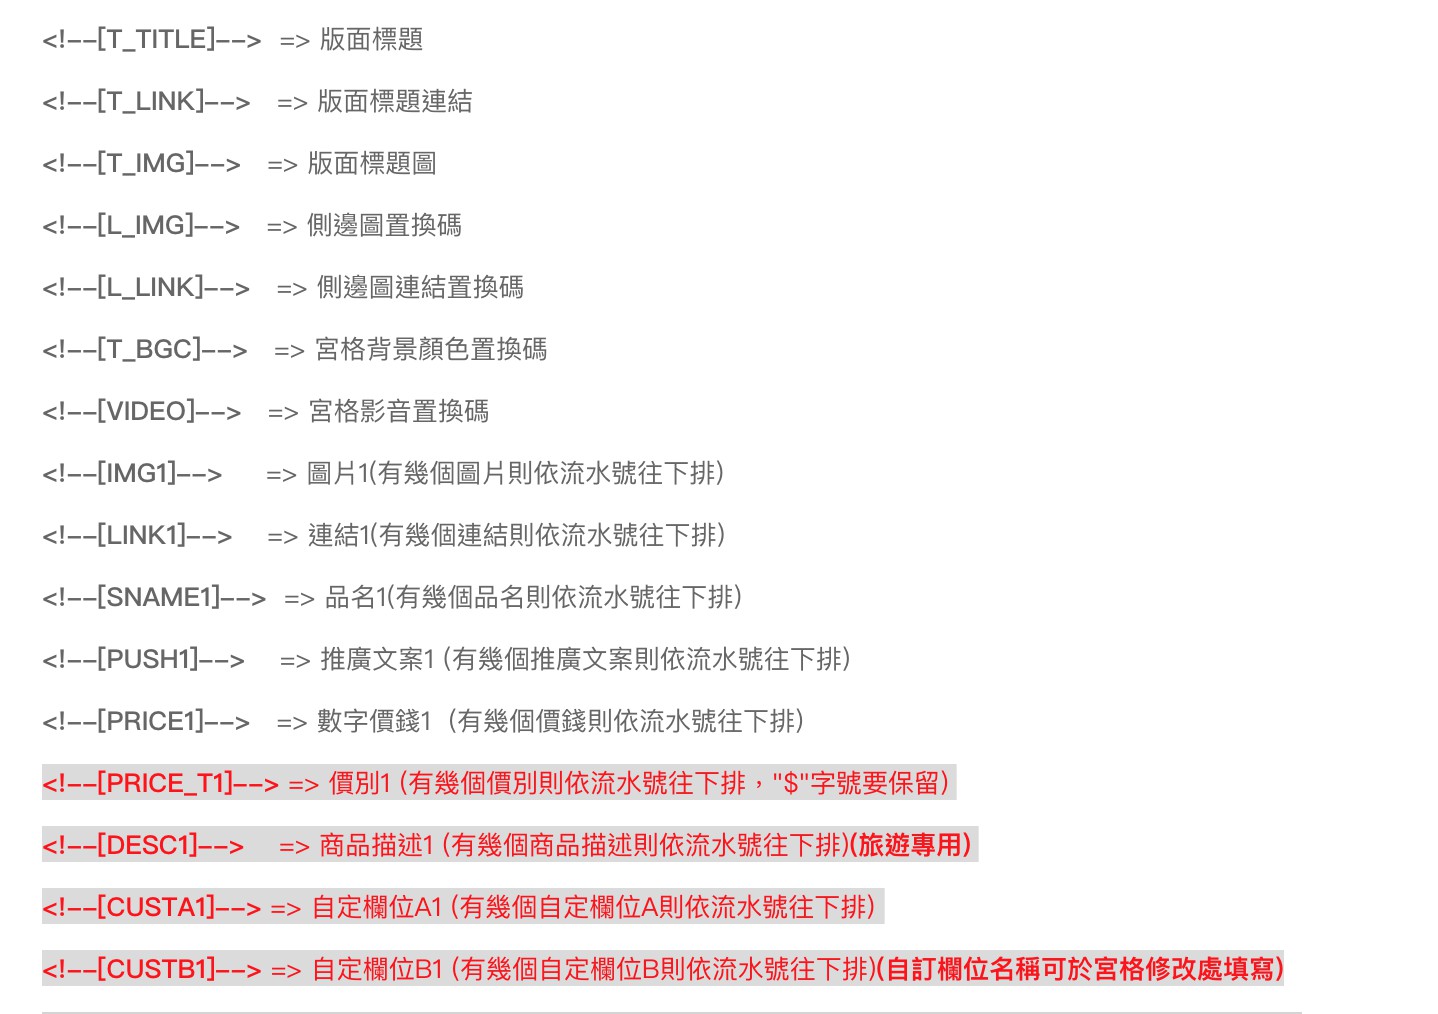 <!--[T_TITLE]--> => 版面標題
<!--[T_LINK]--> => 版面標題連結
<!--[T_IMG]--> => 版面標題圖
<!--[L_IMG]--> => 側邊圖置換碼
<!--[L_LINK]--> => 側邊圖連結置換碼
<!--[T_BGC]--> => 宮格背景顏色置換碼
<!--[VIDEO]--> => 宮格影音置換碼
<!--[IMG1]--> => 圖片1(有幾個圖片則依流水號往下排)
<!--[LINK1]--> => 連結1(有幾個連結則依流水號往下排)
<!--[SNAME1]--> => 品名1(有幾個品名則依流水號往下排)
<!--[PUSH1]--> => 推廣文案1 (有幾個推廣文案則依流水號往下排)
<!--[PRICE1]--> => 數字價錢1 (有幾個價錢則依流水號往下排)
<!--[PRICE_T1]--> => 價別1 (有幾個價別則依流水號往下排，"$"字號要保留)
<!--[DESC1]--> => 商品描述1 (有幾個商品描述則依流水號往下排)(旅遊專用)
<!--[CUSTA1]--> => 自定欄位A1 (有幾個自定欄位A則依流水號往下排)
<!--[CUSTB1]--> => 自定欄位B1 (有幾個自定欄位B則依流水號往下排)(自訂欄位名稱可於宮格修改處填寫)